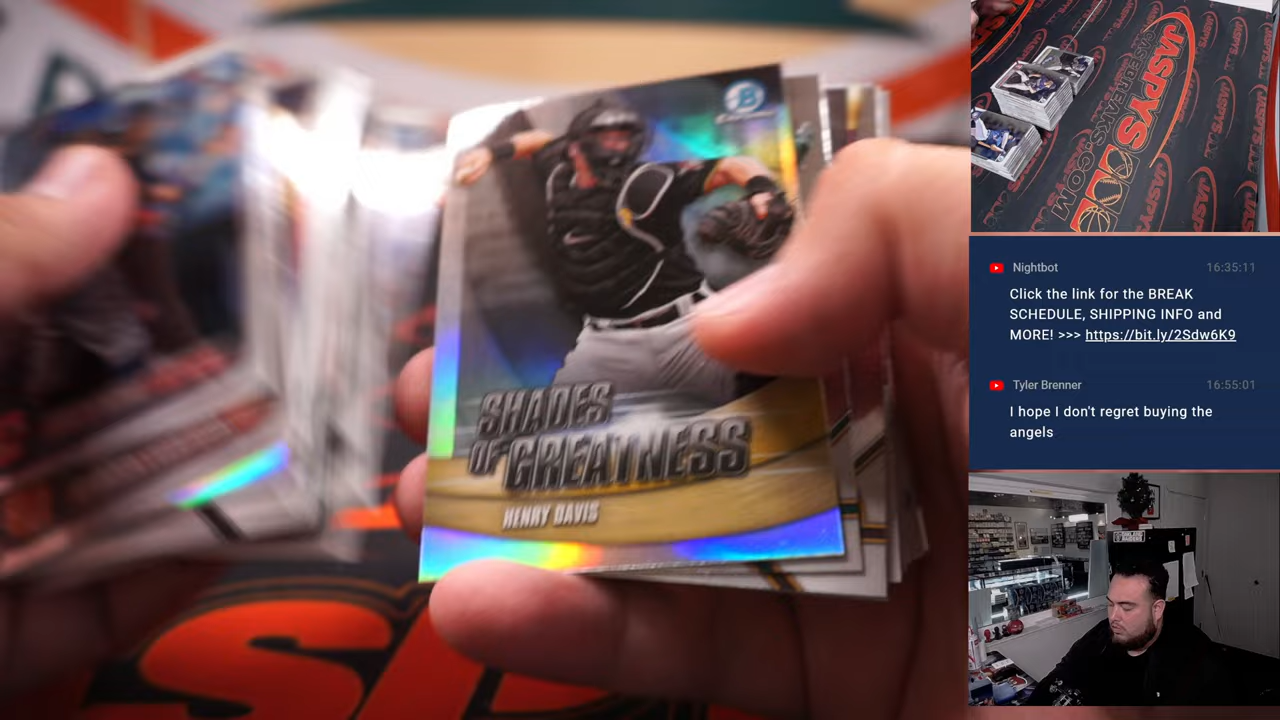 SHADES
OF GREATNESS
HENRY DAVIS
B
JASPYS
CASEBREAKS.COM
Nightbot
16:35:11
Click the link for the BREAK
SCHEDULE, SHIPPING INFO and
MORE! >>> https://bit.ly/2Sdw6K9
Tyler Brenner
16:55:01
I hope I don't regret buying the
angels